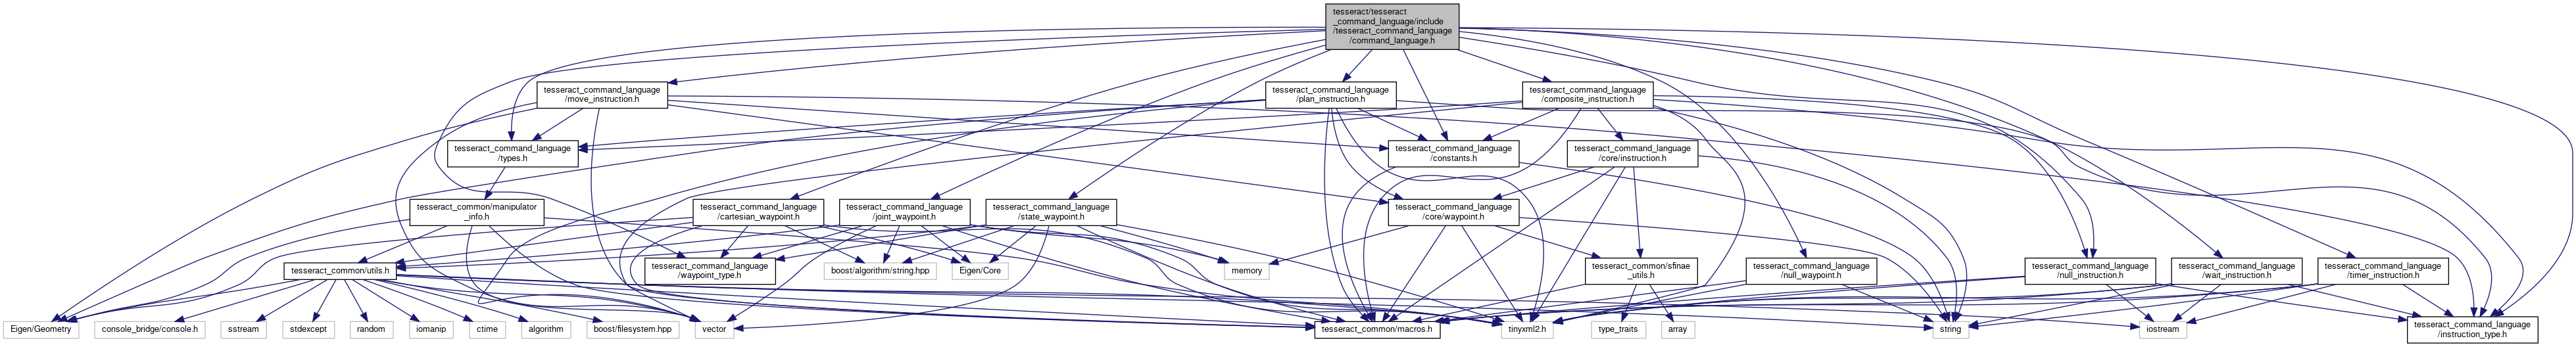 tesseract/tesseract
_command_language/include
/tesseract_command_language
/command_language.h
tesseract_command_language
/move_instruction.h
tesseract_command_language
/plan_instruction.h
tesseract_command_language
/composite_instruction.h
tesseract_command_language
/types.h
tesseract_command_language
/constants.h
tesseract_command_language
/core/instruction.h
tesseract_common/manipulator
_info.h
tesseract_command_language
/cartesian_waypoint.h
tesseract_command_language
/joint_waypoint.h
tesseract_command_language
/state_waypoint.h
tesseract_command_language
/core/waypoint.h
tesseract_common/utils.h
tesseract_command_language
/waypoint_type.h
boost/algorithm/string.hpp
Eigen/Core
memory
tesseract_common/sfinae
_utils.h
tesseract_command_language
/null_waypoint.h
tesseract_command_language
/null_instruction.h
tesseract_command_language
/wait_instruction.h
tesseract_command_language
/timer_instruction.h
Eigen/Geometry
console_bridge/console.h
sstream
stdexcept
random
iomanip
ctime
algorithm
boost/filesystem.hpp
vector
tesseract_common/macros.h
tinyxml2.h
type_traits
array
string
iostream
tesseract_command_language
/instruction_type.h